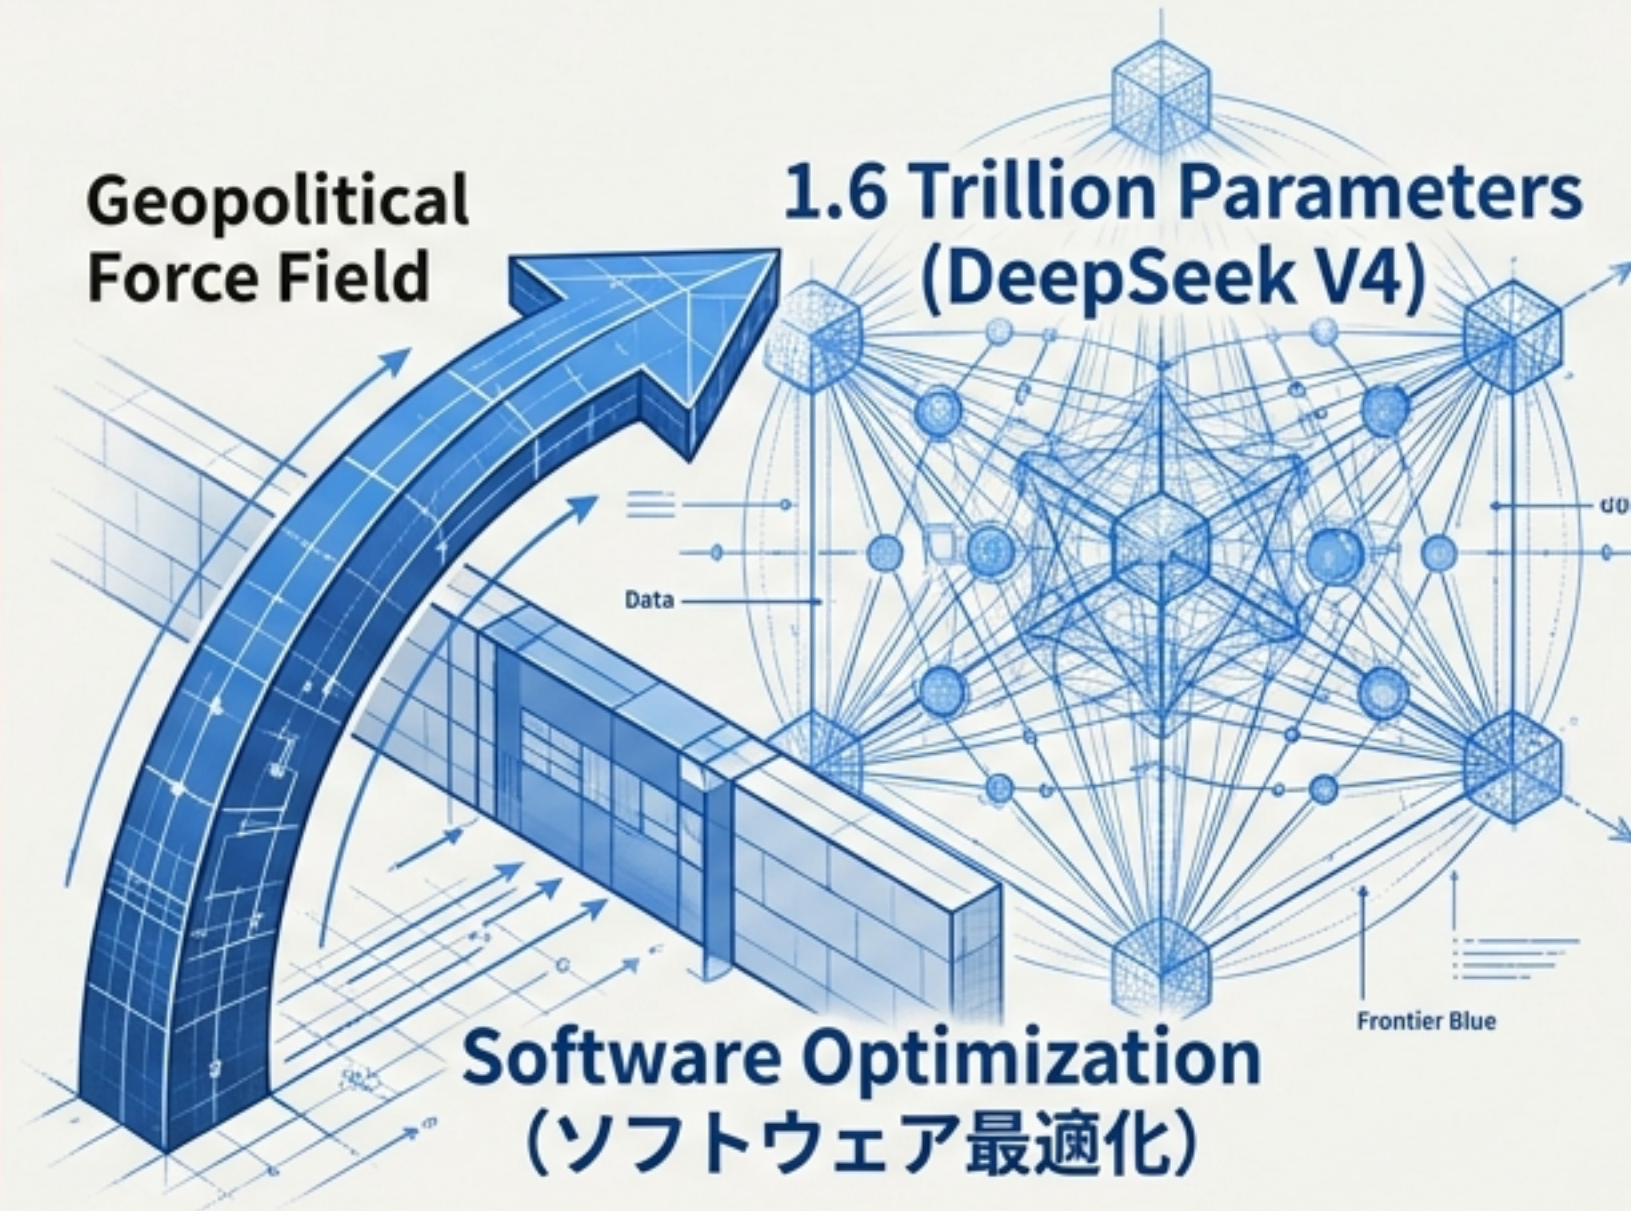 Geopolitical
Force Field
1.6 Trillion Parameters
(DeepSeek V4)
Data
Frontier Blue
Software Optimization
（ソフトウェア最適化）